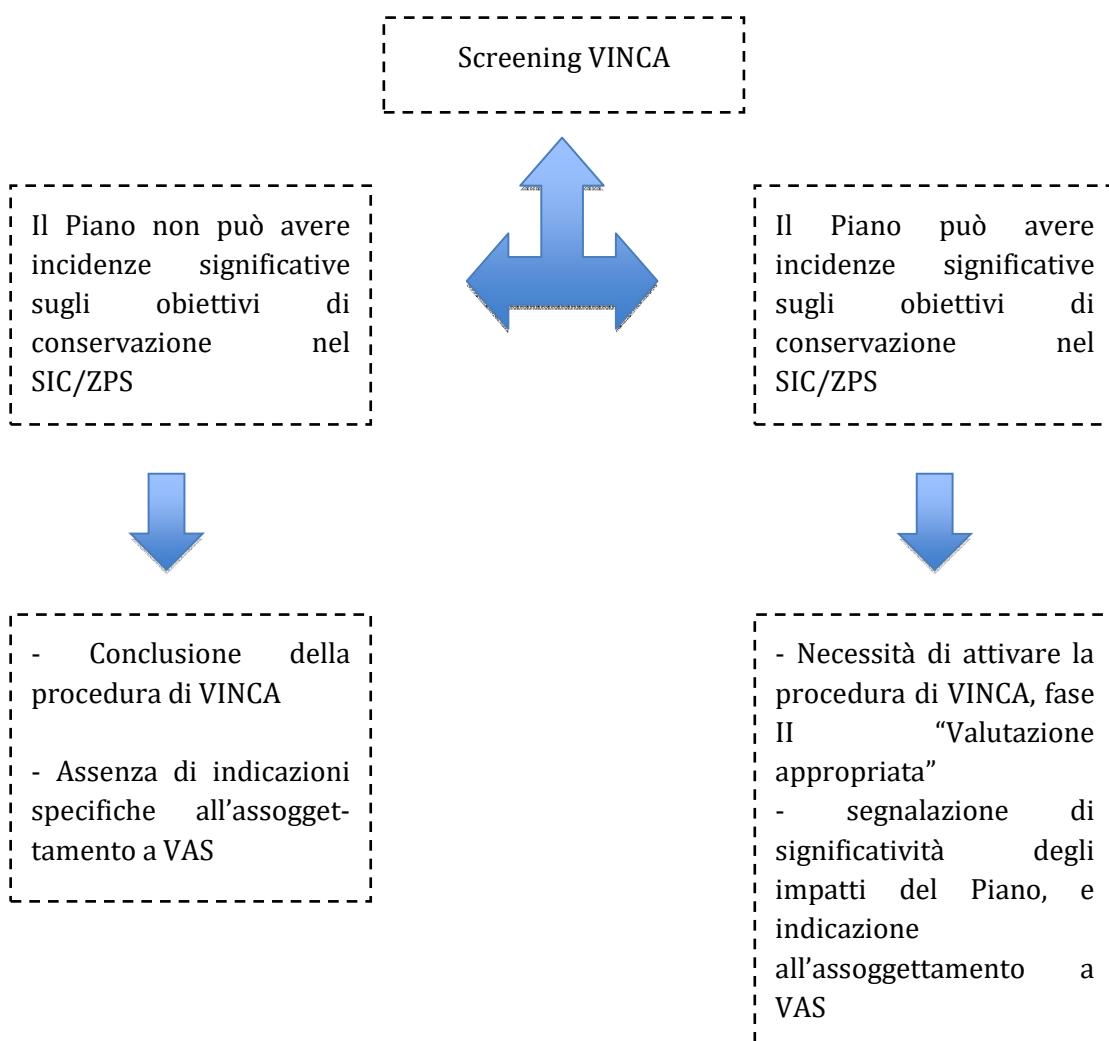 Screening VINCA
Il Piano non può avere
incidenze significative
sugli obiettivi di
conservazione nel
SIC/ZPS
Il Piano può avere
incidenze significative
sugli obiettivi di
conservazione nel
SIC/ZPS
- Conclusione della
procedura di VINCA
- Assenza di indicazioni
specifiche all’assogget-
tamento a VAS
- Necessità di attivare la
procedura di VINCA, fase
II “Valutazione
appropriata”
- segnalazione di
significatività degli
impatti del Piano, e
indicazione
all’assoggettamento a
VAS